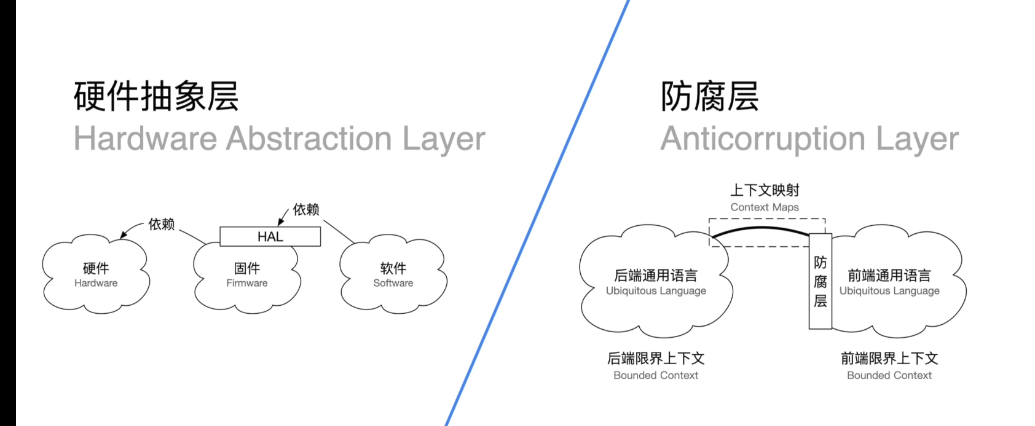 硬件抽象层
Hardware Abstraction Layer
依赖
依赖
HAL
硬件
Hardware
固件
Firmware
软件
Software
防腐层
Anticorruption Layer
上下文映射
Context Maps
后端通用语言
Ubiquitous Language
防腐层
前端通用语言
Ubiquitous Language
后端限界上下文
Bounded Context
前端限界上下文
Bounded Context